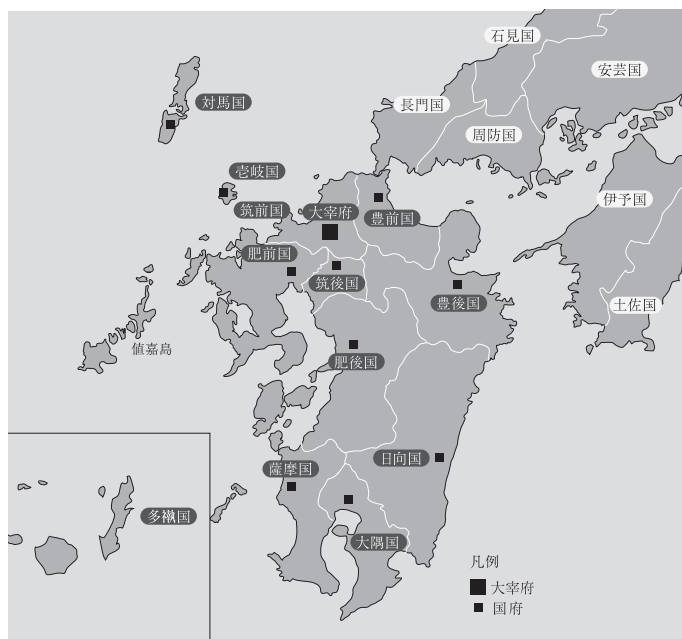 石見国
安芸国
対馬国
長門国
周防国
壱岐国
伊予国
筑前国
大宰府
豊前国
肥前国
筑後国
豊後国
土佐国
値嘉島
肥後国
日向国
薩摩国
多褹国
大隅国
凡例
大宰府
国府